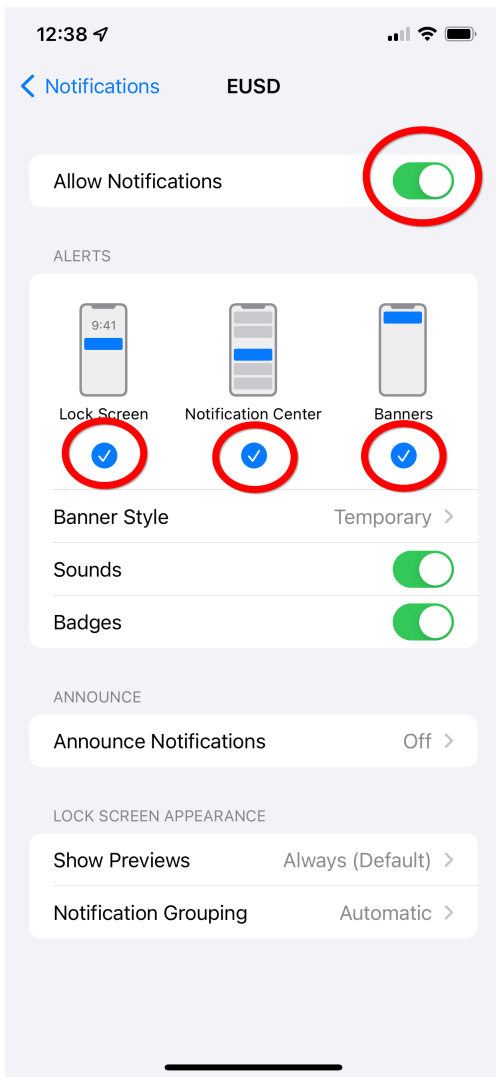 12:38
Notifications EUSD
Allow Notifications
ALERTS
9:41
Lock Screen Notification Center Banners
Banner Style Temporary
Sounds
Badges
ANNOUNCE
Announce Notifications Off
LOCK SCREEN APPEARANCE
Show Previews Always (Default)
Notification Grouping Automatic